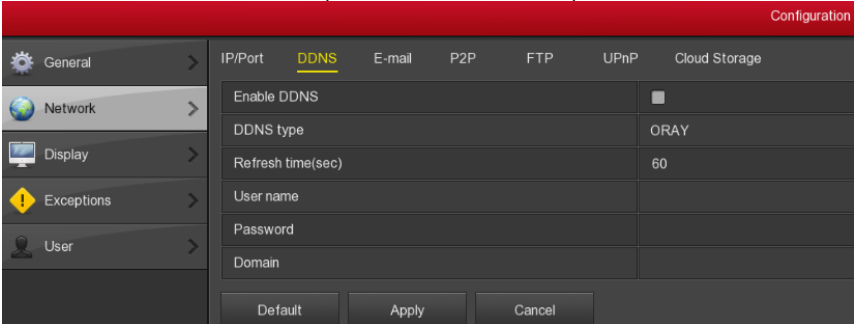 Configuration
General
Network
Display
Exceptions
User
IP/Port DDNS E-mail P2P FTP UPnP Cloud Storage
Enable DDNS
DDNS type ORAY
Refresh time(sec) 60
User name
Password
Domain
Default Apply Cancel